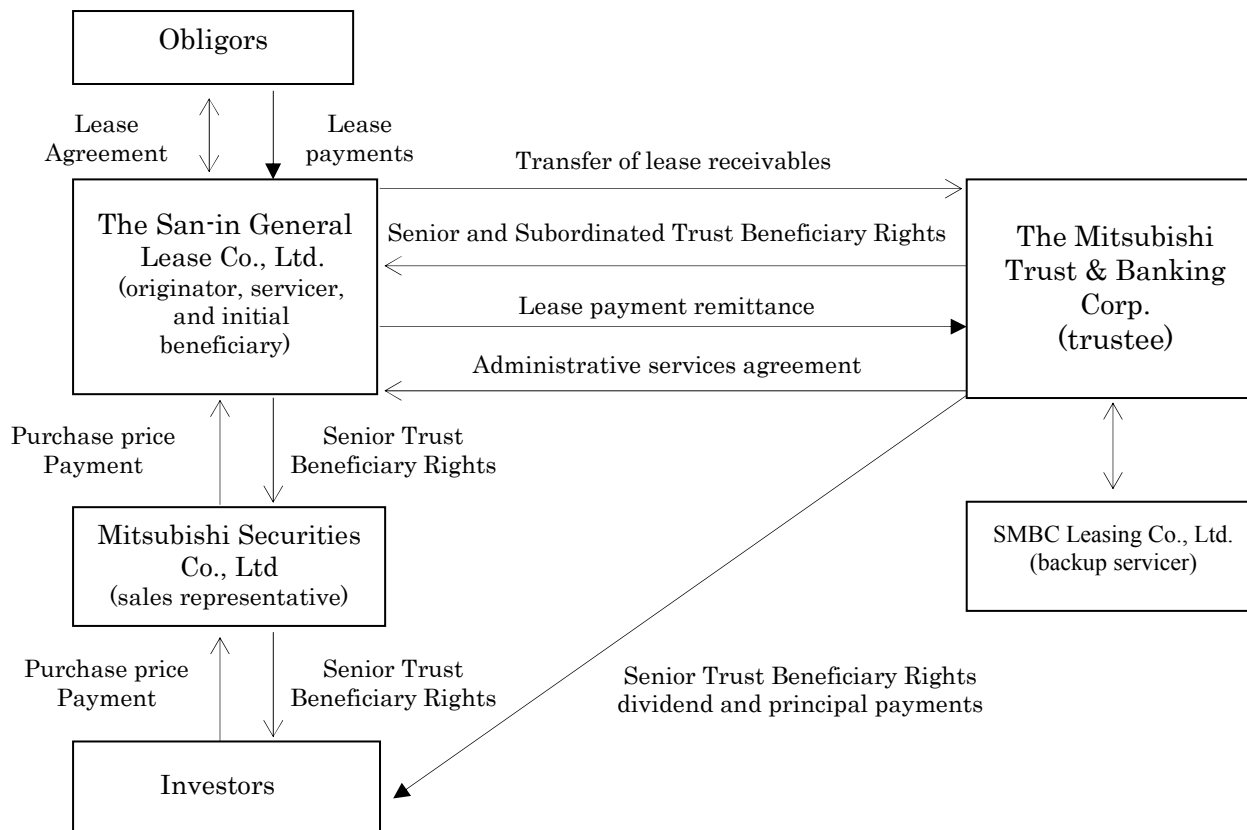 Obligors
Lease
Agreement
Lease
payments
Transfer of lease receivables
The San-in General
Lease Co., Ltd.
(originator, servicer,
and initial
beneficiary)
Senior and Subordinated Trust Beneficiary Rights
The Mitsubishi
Trust & Banking
Corp.
(trustee)
Lease payment remittance
Administrative services agreement
Purchase price
Payment
Senior Trust
Beneficiary Rights
Mitsubishi Securities
Co., Ltd
(sales representative)
SMBC Leasing Co., Ltd.
(backup servicer)
Purchase price
Payment
Senior Trust
Beneficiary Rights
Senior Trust Beneficiary Rights
dividend and principal payments
Investors